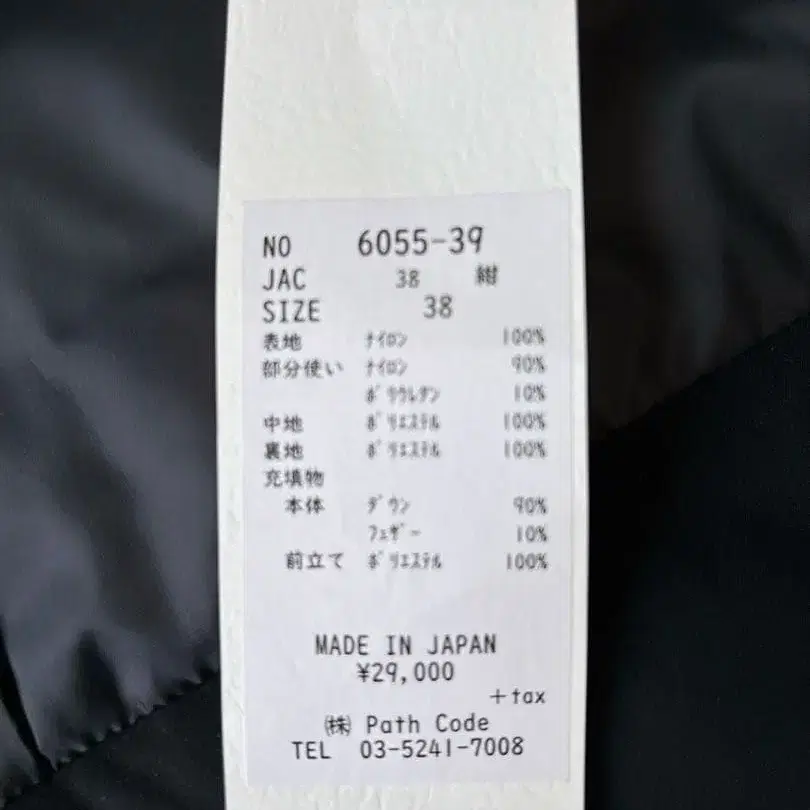 NO 6055-39
JAC 38 紺
SIZE 38
表地 ﾅｲﾛﾝ 100%
部分使い ﾅｲﾛﾝ 90%
ﾎﾟﾘｳﾚﾀﾝ 10%
中地 ﾎﾟﾘｴｽﾃﾙ 100%
裏地 ﾎﾟﾘｴｽﾃﾙ 100%
充填物
本体 ﾀﾞｳﾝ 90%
ﾌｪｻﾞｰ 10%
前立て ﾎﾟﾘｴｽﾃﾙ 100%
MADE IN JAPAN
¥29,000
+tax
㈱ Path Code
TEL 03-5241-7008